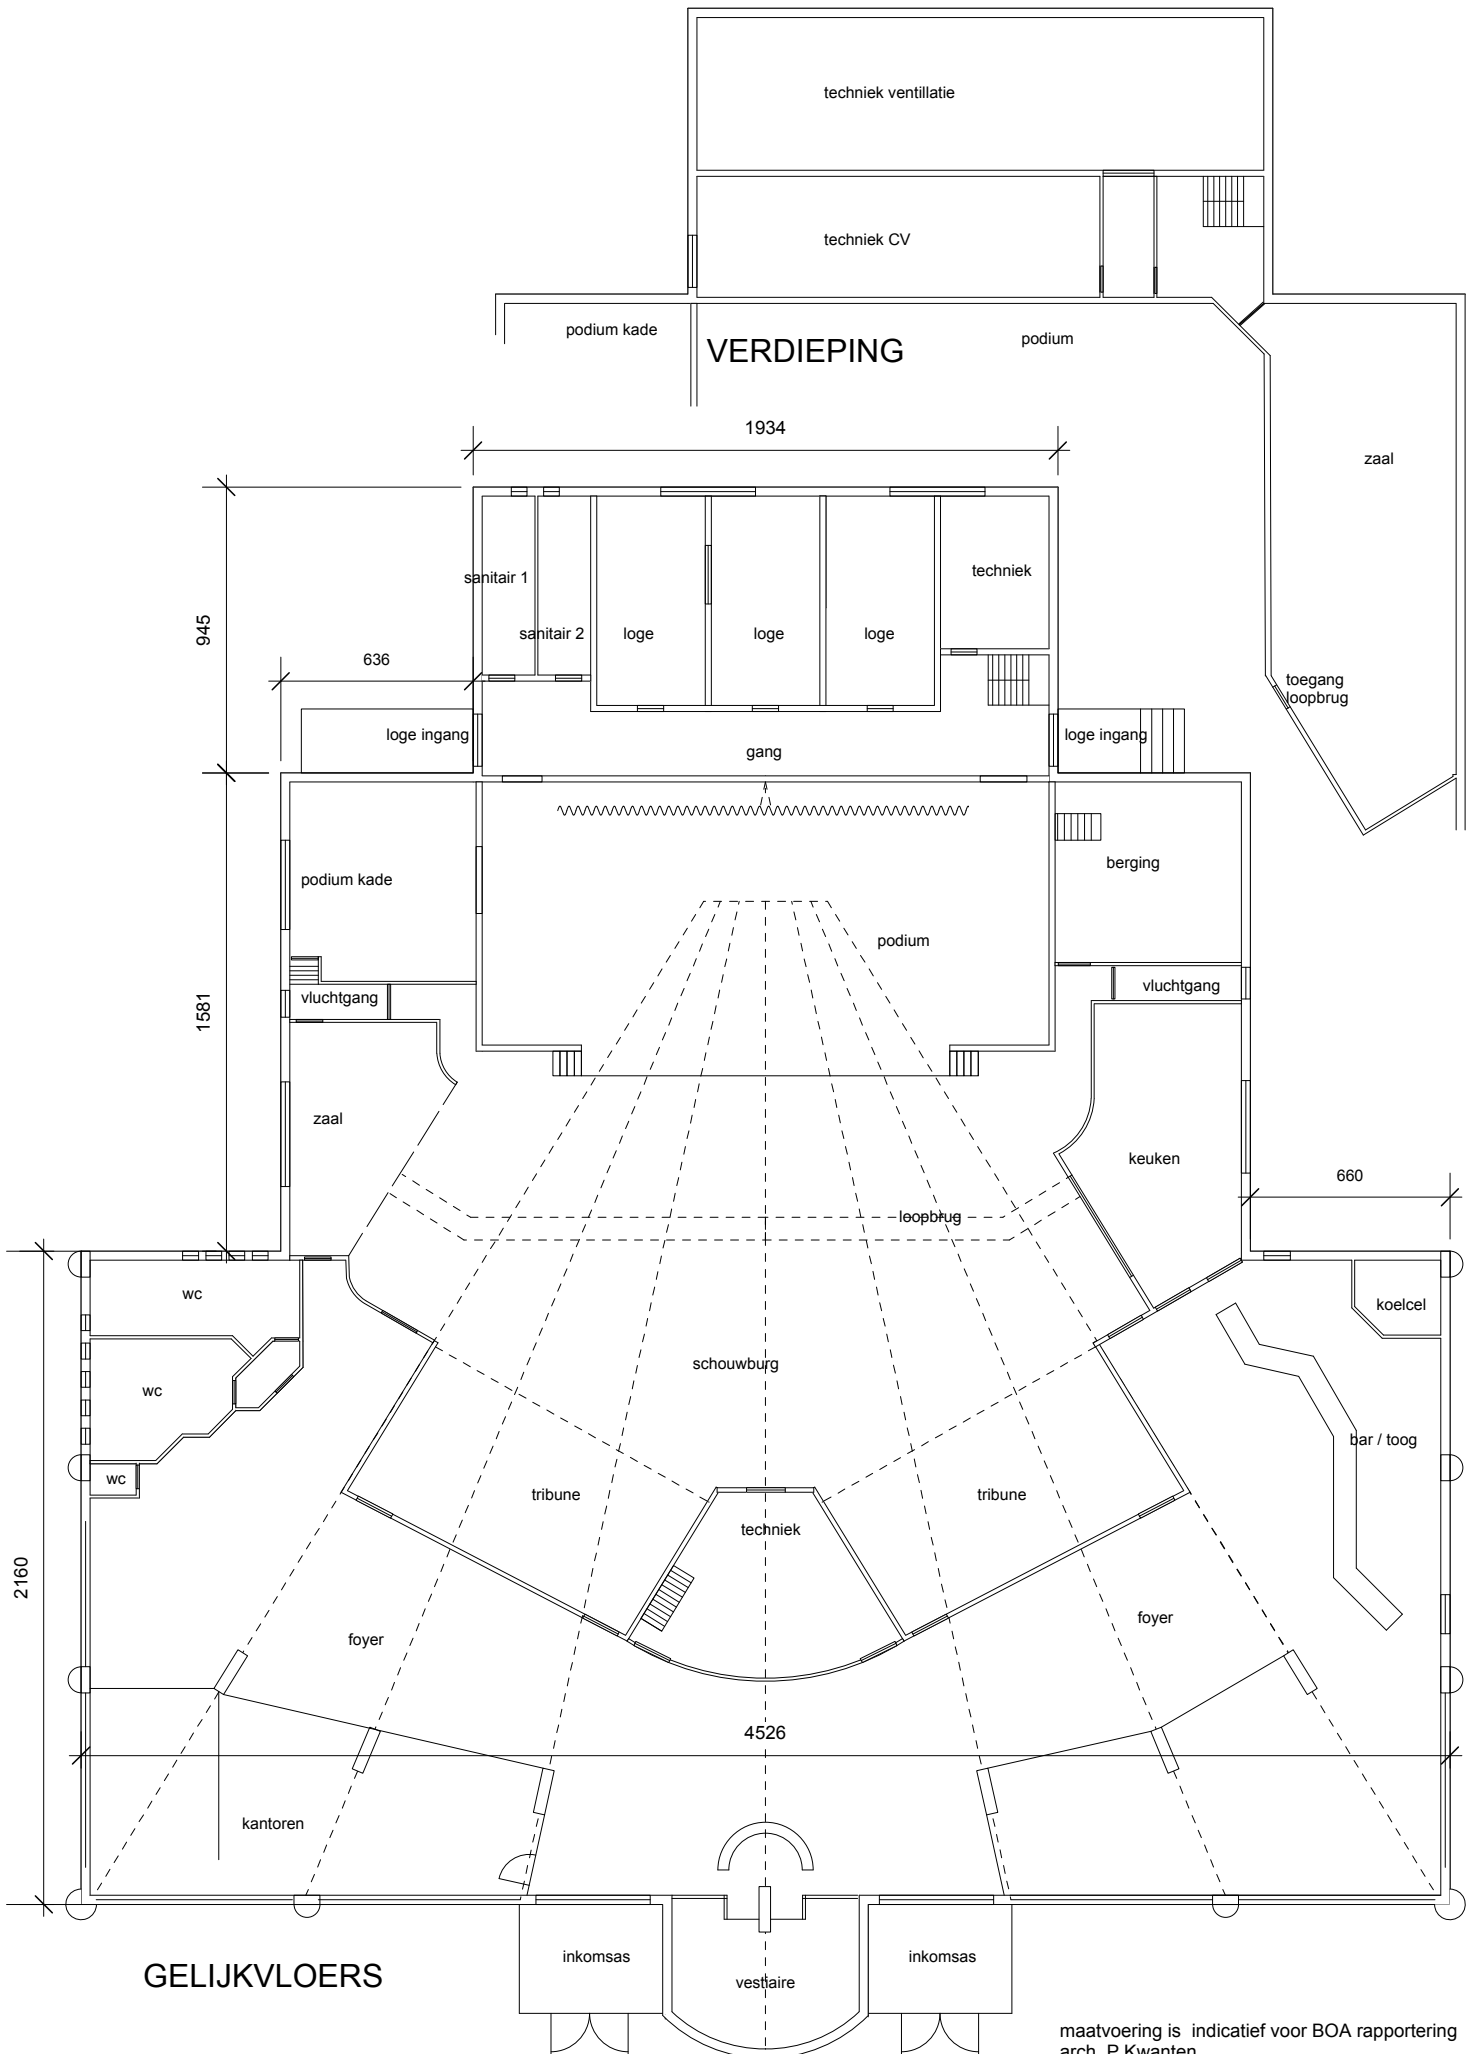 techniek ventillatie
techniek CV
podium kade
VERDIEPING
podium
1934
zaal
945
sanitair 1
techniek
sanitair 2
loge
loge
loge
636
toegang
loopbrug
loge ingang
gang
loge ingang
1581
podium kade
berging
podium
vluchtgang
vluchtgang
zaal
keuken
660
loopbrug
wc
koelcel
schouwburg
wc
bar / toog
wc
tribune
tribune
techniek
2160
foyer
foyer
4526
kantoren
inkomsas
inkomsas
GELIJKVLOERS
vestiaire
maatvoering is indicatief voor BOA rapportering
arch. P Kwanten